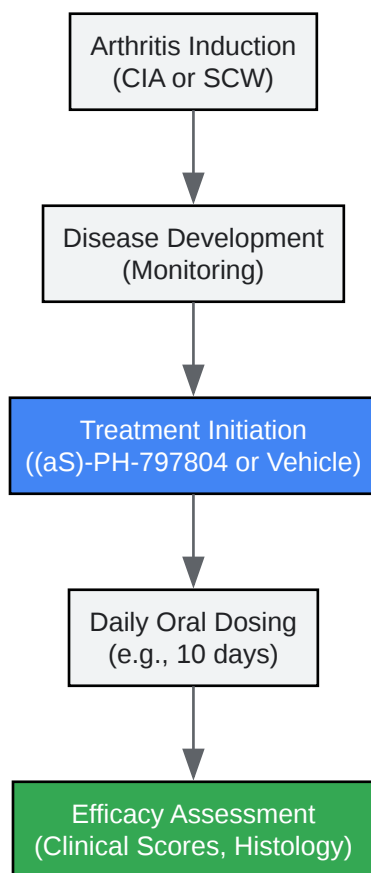 Arthritis Induction
(CIA or SCW)
Disease Development
(Monitoring)
Treatment Initiation
((aS)-PH-797804 or Vehicle)
Daily Oral Dosing
(e.g., 10 days)
Efficacy Assessment
(Clinical Scores, Histology)